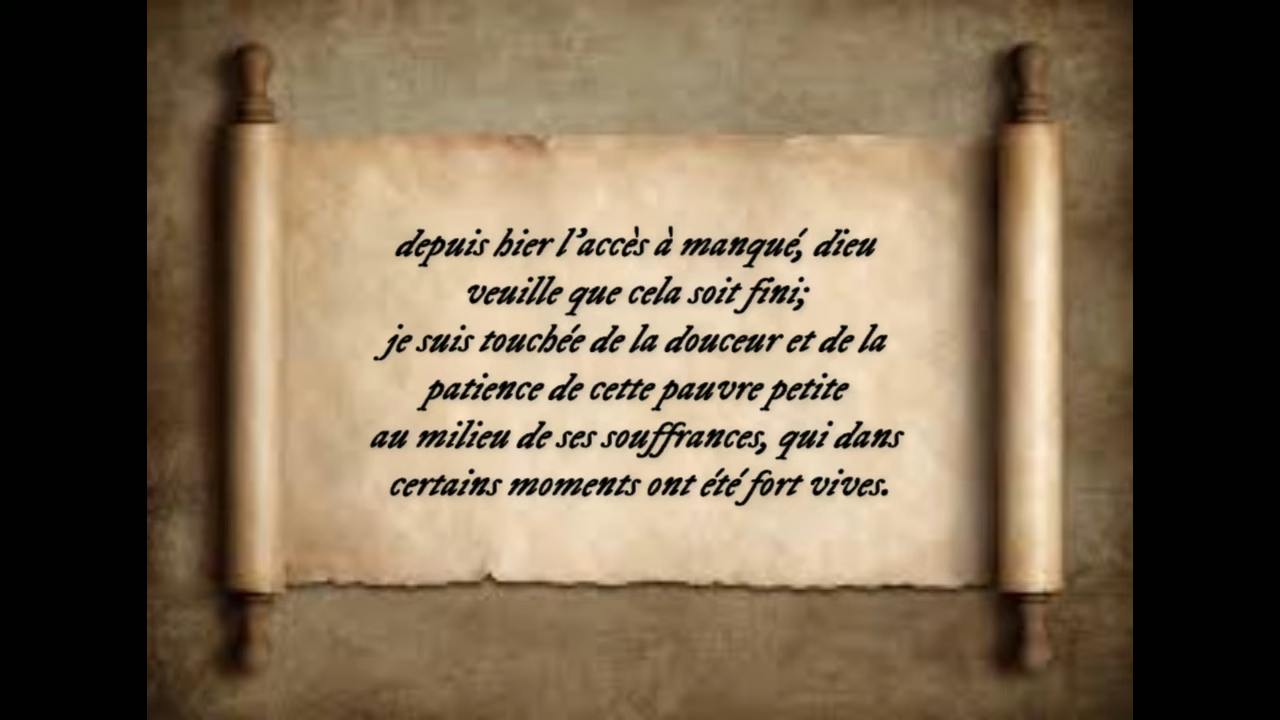 depuis hier l'accès à manqué, dieu
veuille que cela soit fini;
je suis touchée de la douceur et de la
patience de cette pauvre petite
au milieu de ses souffrances, qui dans
certains moments ont été fort vives.